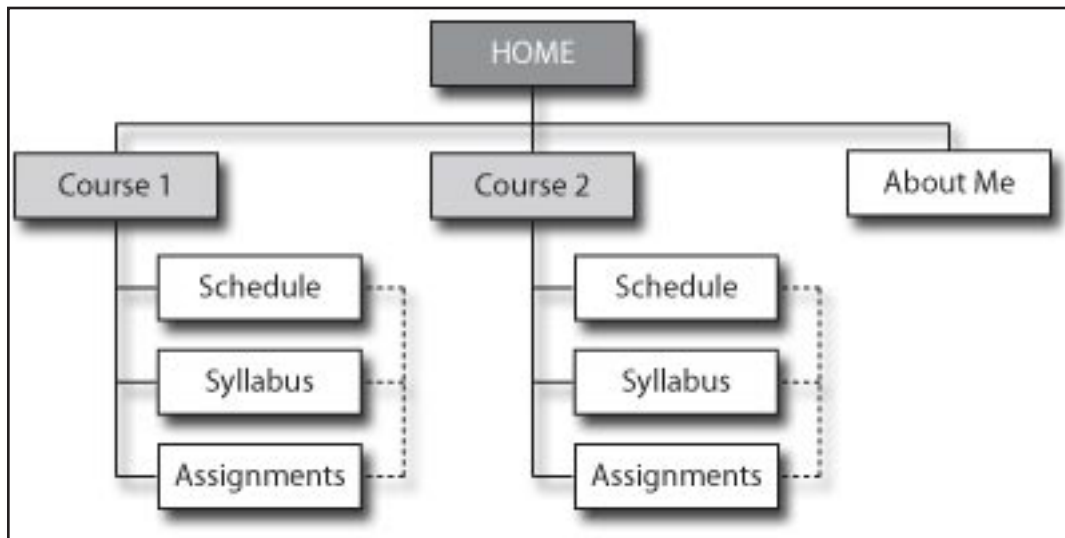 HOME
Course 1
Course 2
About Me
Schedule
Schedule
Syllabus
Syllabus
Assignments
Assignments